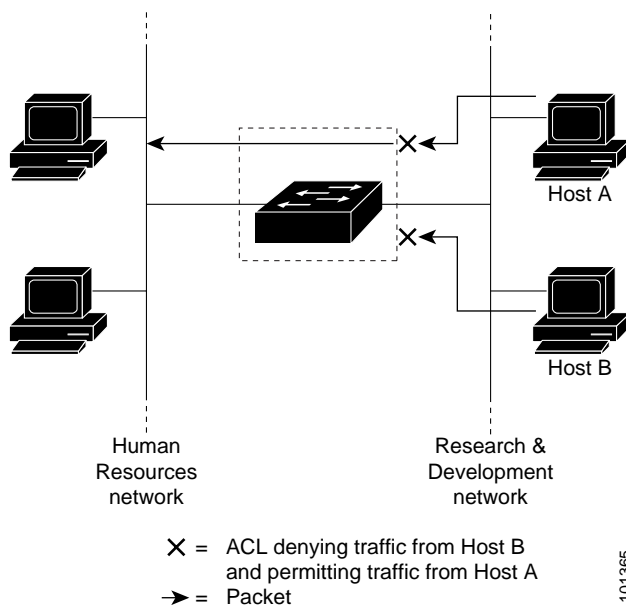 Host A
Host B
Human
Resources
network
Research &
Development
network
X = ACL denying traffic from Host B
and permitting traffic from Host A
= Packet
101365